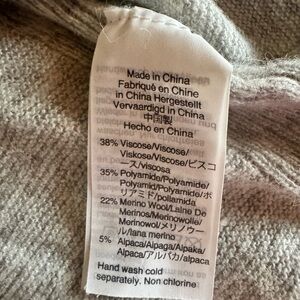 Made in China
Fabriqué en Chine
in China Hergestellt
Vervaardigd in China
中国製
Hecho en China
38% Viscose/Viscose/
Viskose/Viscose/ビスコ
ース/viscosa
35% Polyamide/Polyamide/
Polyamid/Polyamide/ポ
リアミド/poliamida
22% Merino Wool/Laine De
Merinos/Merinowolle/
Merinowol/メリノウー
ル/lana merino
5% Alpaca/Alpaga/Alpaka/
Alpaca/アルパカ/alpaca
Hand wash cold
separately. Non chlorine